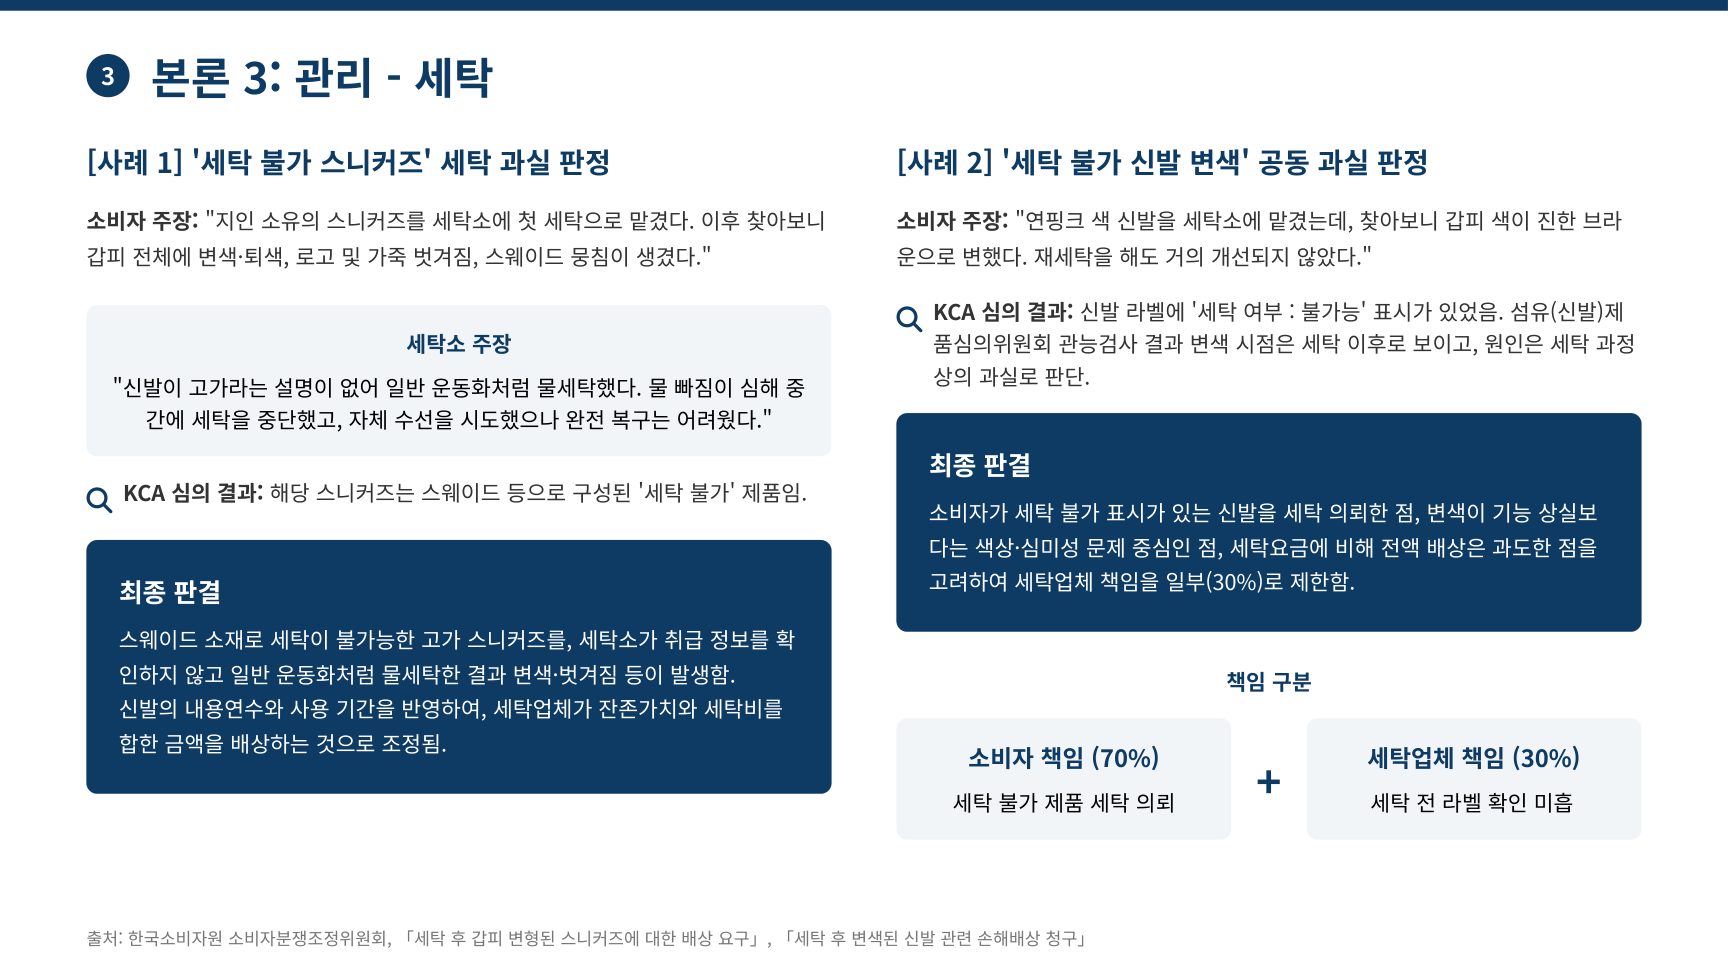 3 본론 3: 관리 - 세탁
[사례 1] '세탁 불가 스니커즈' 세탁 과실 판정
소비자 주장: "지인 소유의 스니커즈를 세탁소에 첫 세탁으로 맡겼다. 이후 찾아보니
갑피 전체에 변색·퇴색, 로고 및 가죽 벗겨짐, 스웨이드 뭉침이 생겼다."
세탁소 주장
"신발이 고가라는 설명이 없어 일반 운동화처럼 물세탁했다. 물 빠짐이 심해 중
간에 세탁을 중단했고, 자체 수선을 시도했으나 완전 복구는 어려웠다."
KCA 심의 결과: 해당 스니커즈는 스웨이드 등으로 구성된 '세탁 불가' 제품임.
최종 판결
스웨이드 소재로 세탁이 불가능한 고가 스니커즈를, 세탁소가 취급 정보를 확
인하지 않고 일반 운동화처럼 물세탁한 결과 변색·벗겨짐 등이 발생함.
신발의 내용연수와 사용 기간을 반영하여, 세탁업체가 잔존가치와 세탁비를
합한 금액을 배상하는 것으로 조정됨.
[사례 2] '세탁 불가 신발 변색' 공동 과실 판정
소비자 주장: "연핑크 색 신발을 세탁소에 맡겼는데, 찾아보니 갑피 색이 진한 브라
운으로 변했다. 재세탁을 해도 거의 개선되지 않았다."
KCA 심의 결과: 신발 라벨에 '세탁 여부 : 불가능' 표시가 있었음. 섬유(신발)제
품심의위원회 관능검사 결과 변색 시점은 세탁 이후로 보이고, 원인은 세탁 과정
상의 과실로 판단.
최종 판결
소비자가 세탁 불가 표시가 있는 신발을 세탁 의뢰한 점, 변색이 기능 상실보
다는 색상·심미성 문제 중심인 점, 세탁요금에 비해 전액 배상은 과도한 점을
고려하여 세탁업체 책임을 일부(30%)로 제한함.
책임 구분
소비자 책임 (70%)
세탁 불가 제품 세탁 의뢰
+
세탁업체 책임 (30%)
세탁 전 라벨 확인 미흡
출처: 한국소비자원 소비자분쟁조정위원회, 「세탁 후 갑피 변형된 스니커즈에 대한 배상 요구」, 「세탁 후 변색된 신발 관련 손해배상 청구」